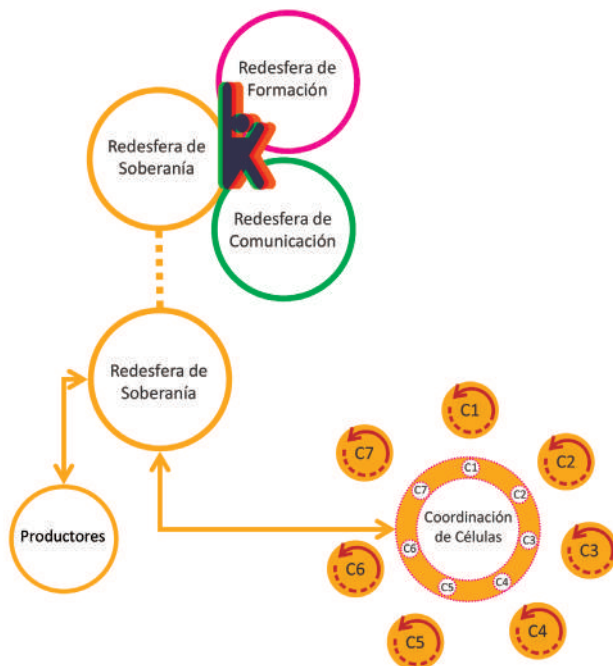 Redesfera de
Formación
Redesfera de
Soberanía
Redesfera de
Comunicación
Redesfera de
Soberanía
Productores
Coordinación
de Células
C1
C2
C3
C4
C5
C6
C7
C1
C2
C3
C4
C5
C6
C7